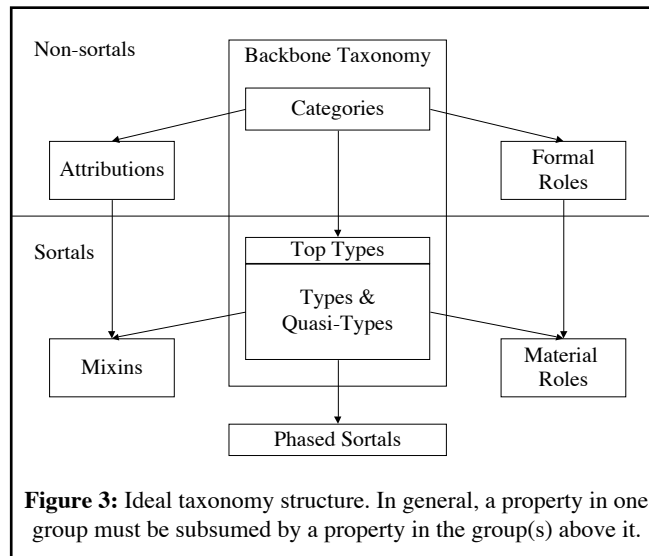 Non-sortals
Backbone Taxonomy
Categories
Attributions
Formal
Roles
Sortals
Top Types
Types &
Quasi-Types
Mixins
Material
Roles
Phased Sortals
Figure 3: Ideal taxonomy structure. In general, a property in one
group must be subsumed by a property in the group(s) above it.